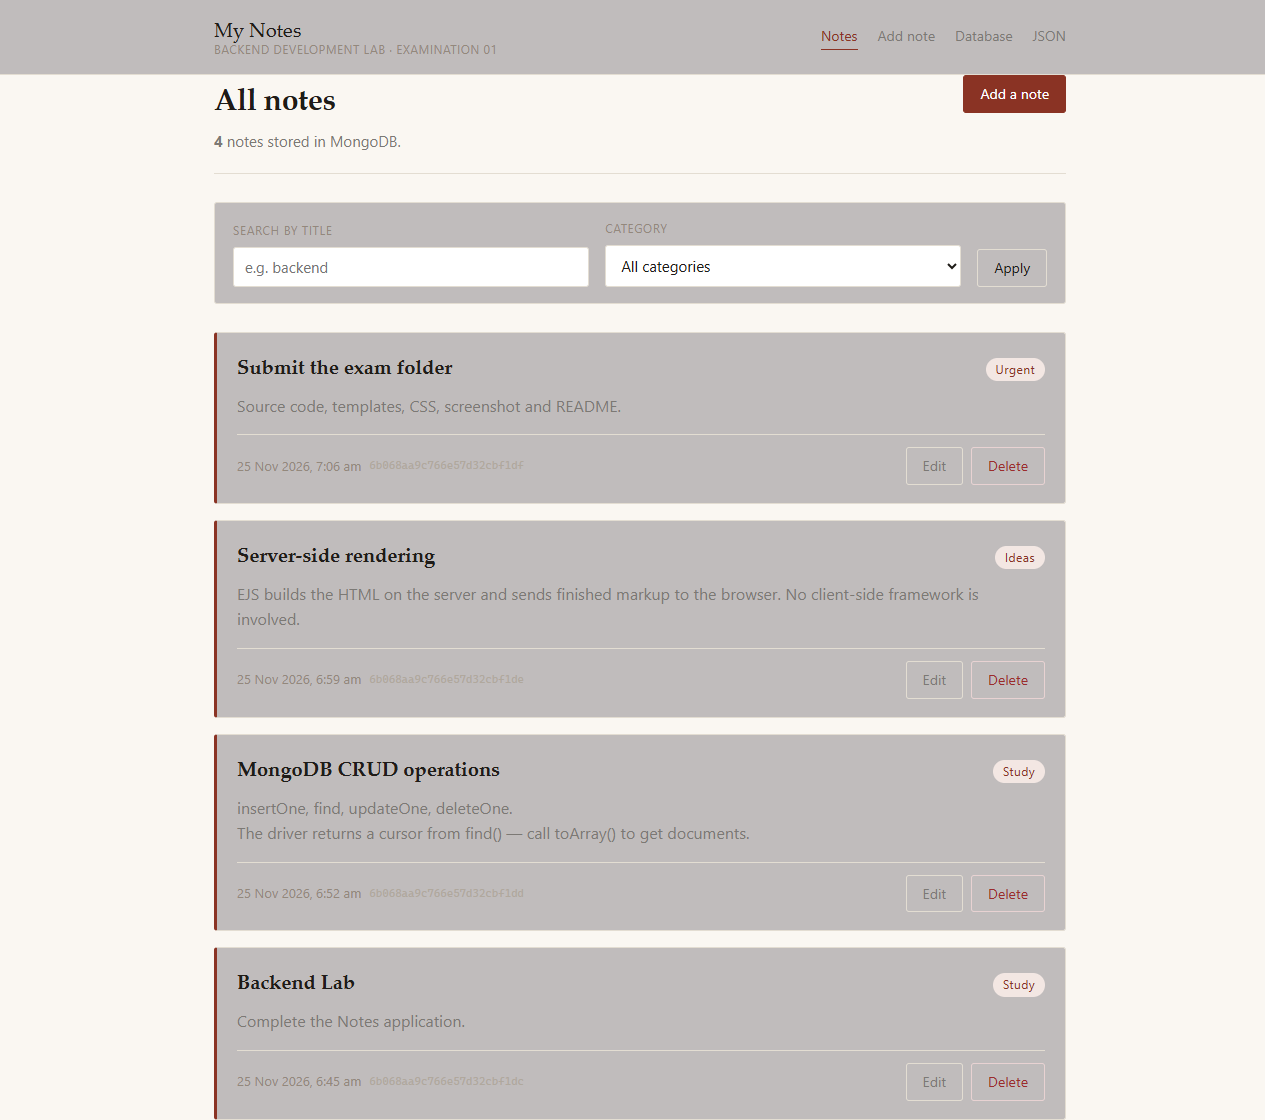 My Notes
BACKEND DEVELOPMENT LAB · EXAMINATION 01
Notes Add note Database JSON
All notes
Add a note
4 notes stored in MongoDB.
SEARCH BY TITLE
CATEGORY
e.g. backend
All categories
Apply
Submit the exam folder
Urgent
Source code, templates, CSS, screenshot and README.
25 Nov 2026, 7:06 am 6b068aa9c766e57d32cbf1df
Edit Delete
Server-side rendering
Ideas
EJS builds the HTML on the server and sends finished markup to the browser. No client-side framework is
involved.
25 Nov 2026, 6:59 am 6b068aa9c766e57d32cbf1de
Edit Delete
MongoDB CRUD operations
Study
insertOne, find, updateOne, deleteOne.
The driver returns a cursor from find() — call toArray() to get documents.
25 Nov 2026, 6:52 am 6b068aa9c766e57d32cbf1dd
Edit Delete
Backend Lab
Study
Complete the Notes application.
25 Nov 2026, 6:45 am 6b068aa9c766e57d32cbf1dc
Edit Delete